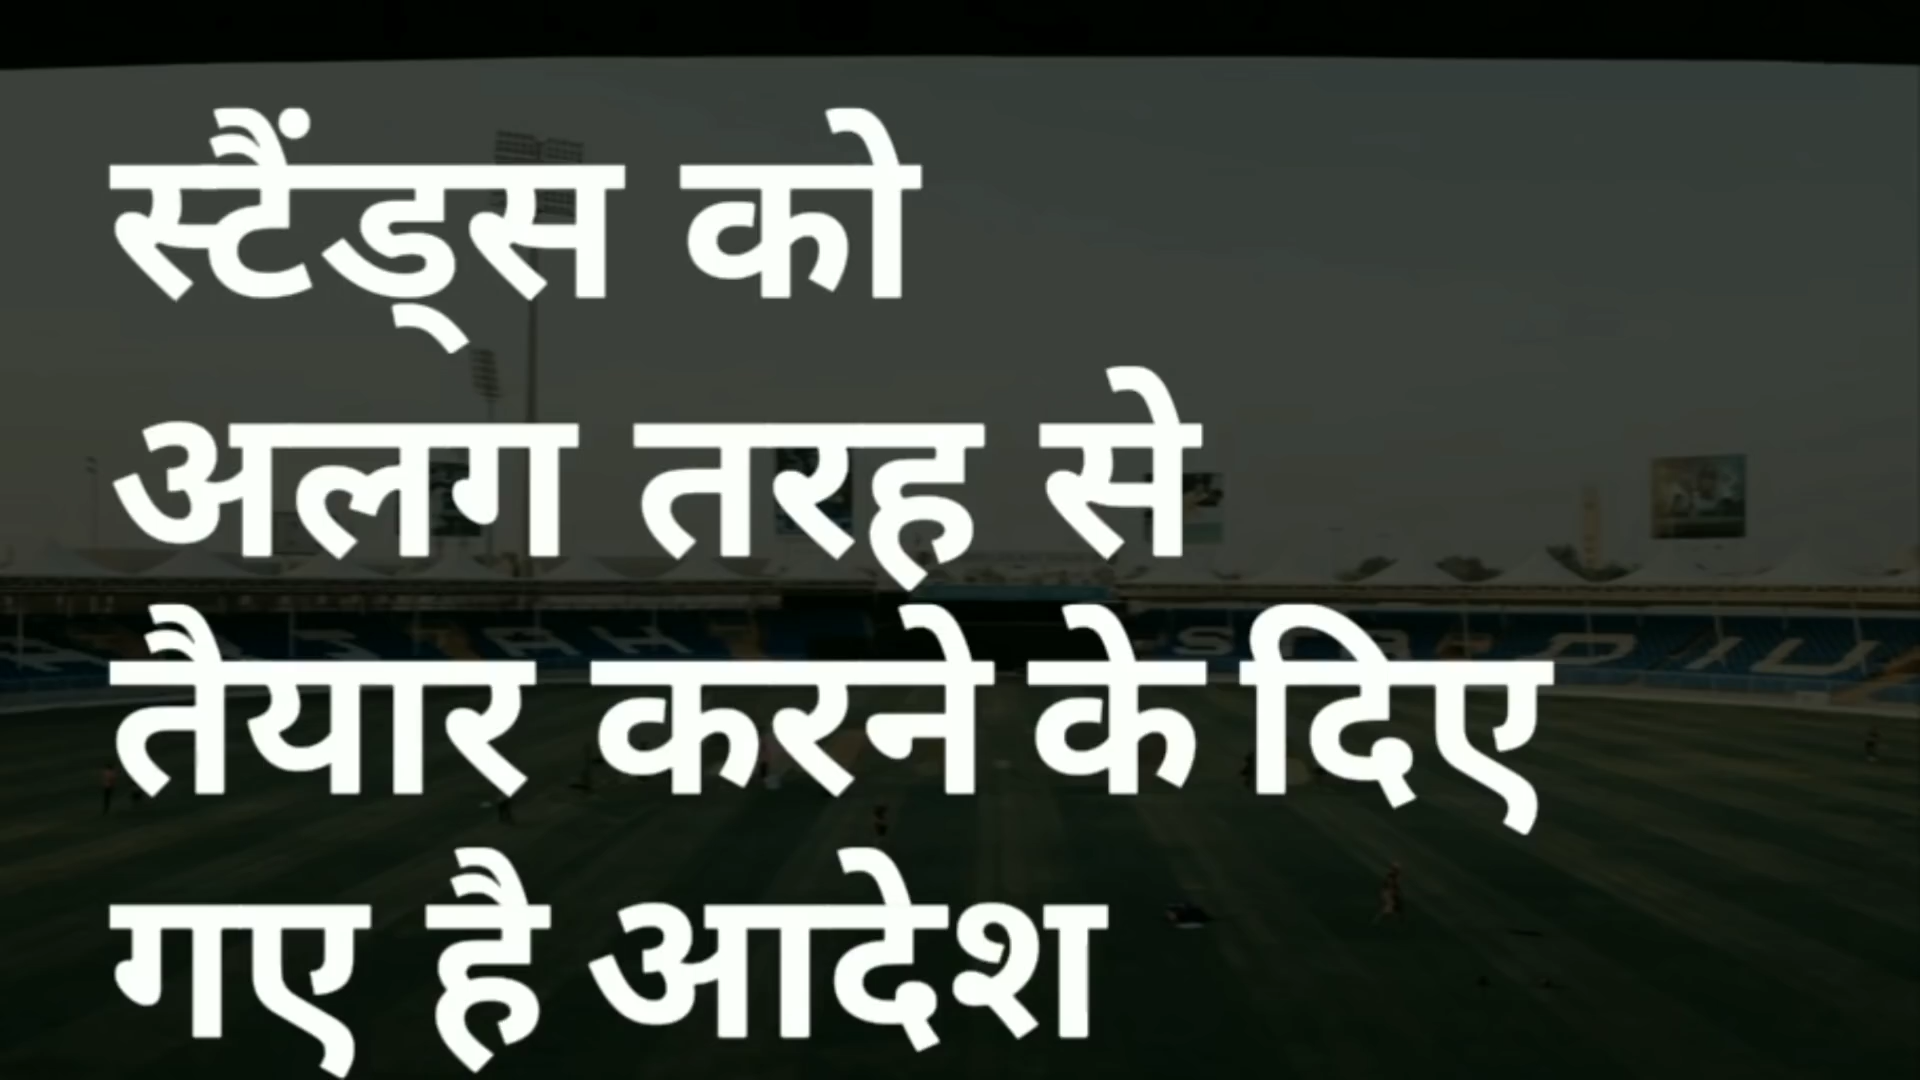 स्टैंड्स को
अलग तरह से
तैयार करने के दिए
गए है आदेश